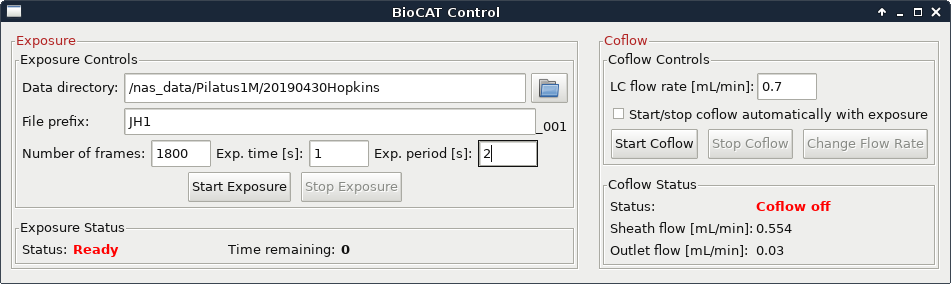 BioCAT Control
Exposure
Exposure Controls
Data directory: /nas_data/Pilatus1M/20190430Hopkins
File prefix: JH1 _001
Number of frames: 1800 Exp. time [s]: 1 Exp. period [s]: 2
Start Exposure Stop Exposure
Exposure Status
Status: Ready Time remaining: 0
Coflow
Coflow Controls
LC flow rate [mL/min]: 0.7
Start/stop coflow automatically with exposure
Start Coflow Stop Coflow Change Flow Rate
Coflow Status
Status: Coflow off
Sheath flow [mL/min]: 0.554
Outlet flow [mL/min]: 0.03